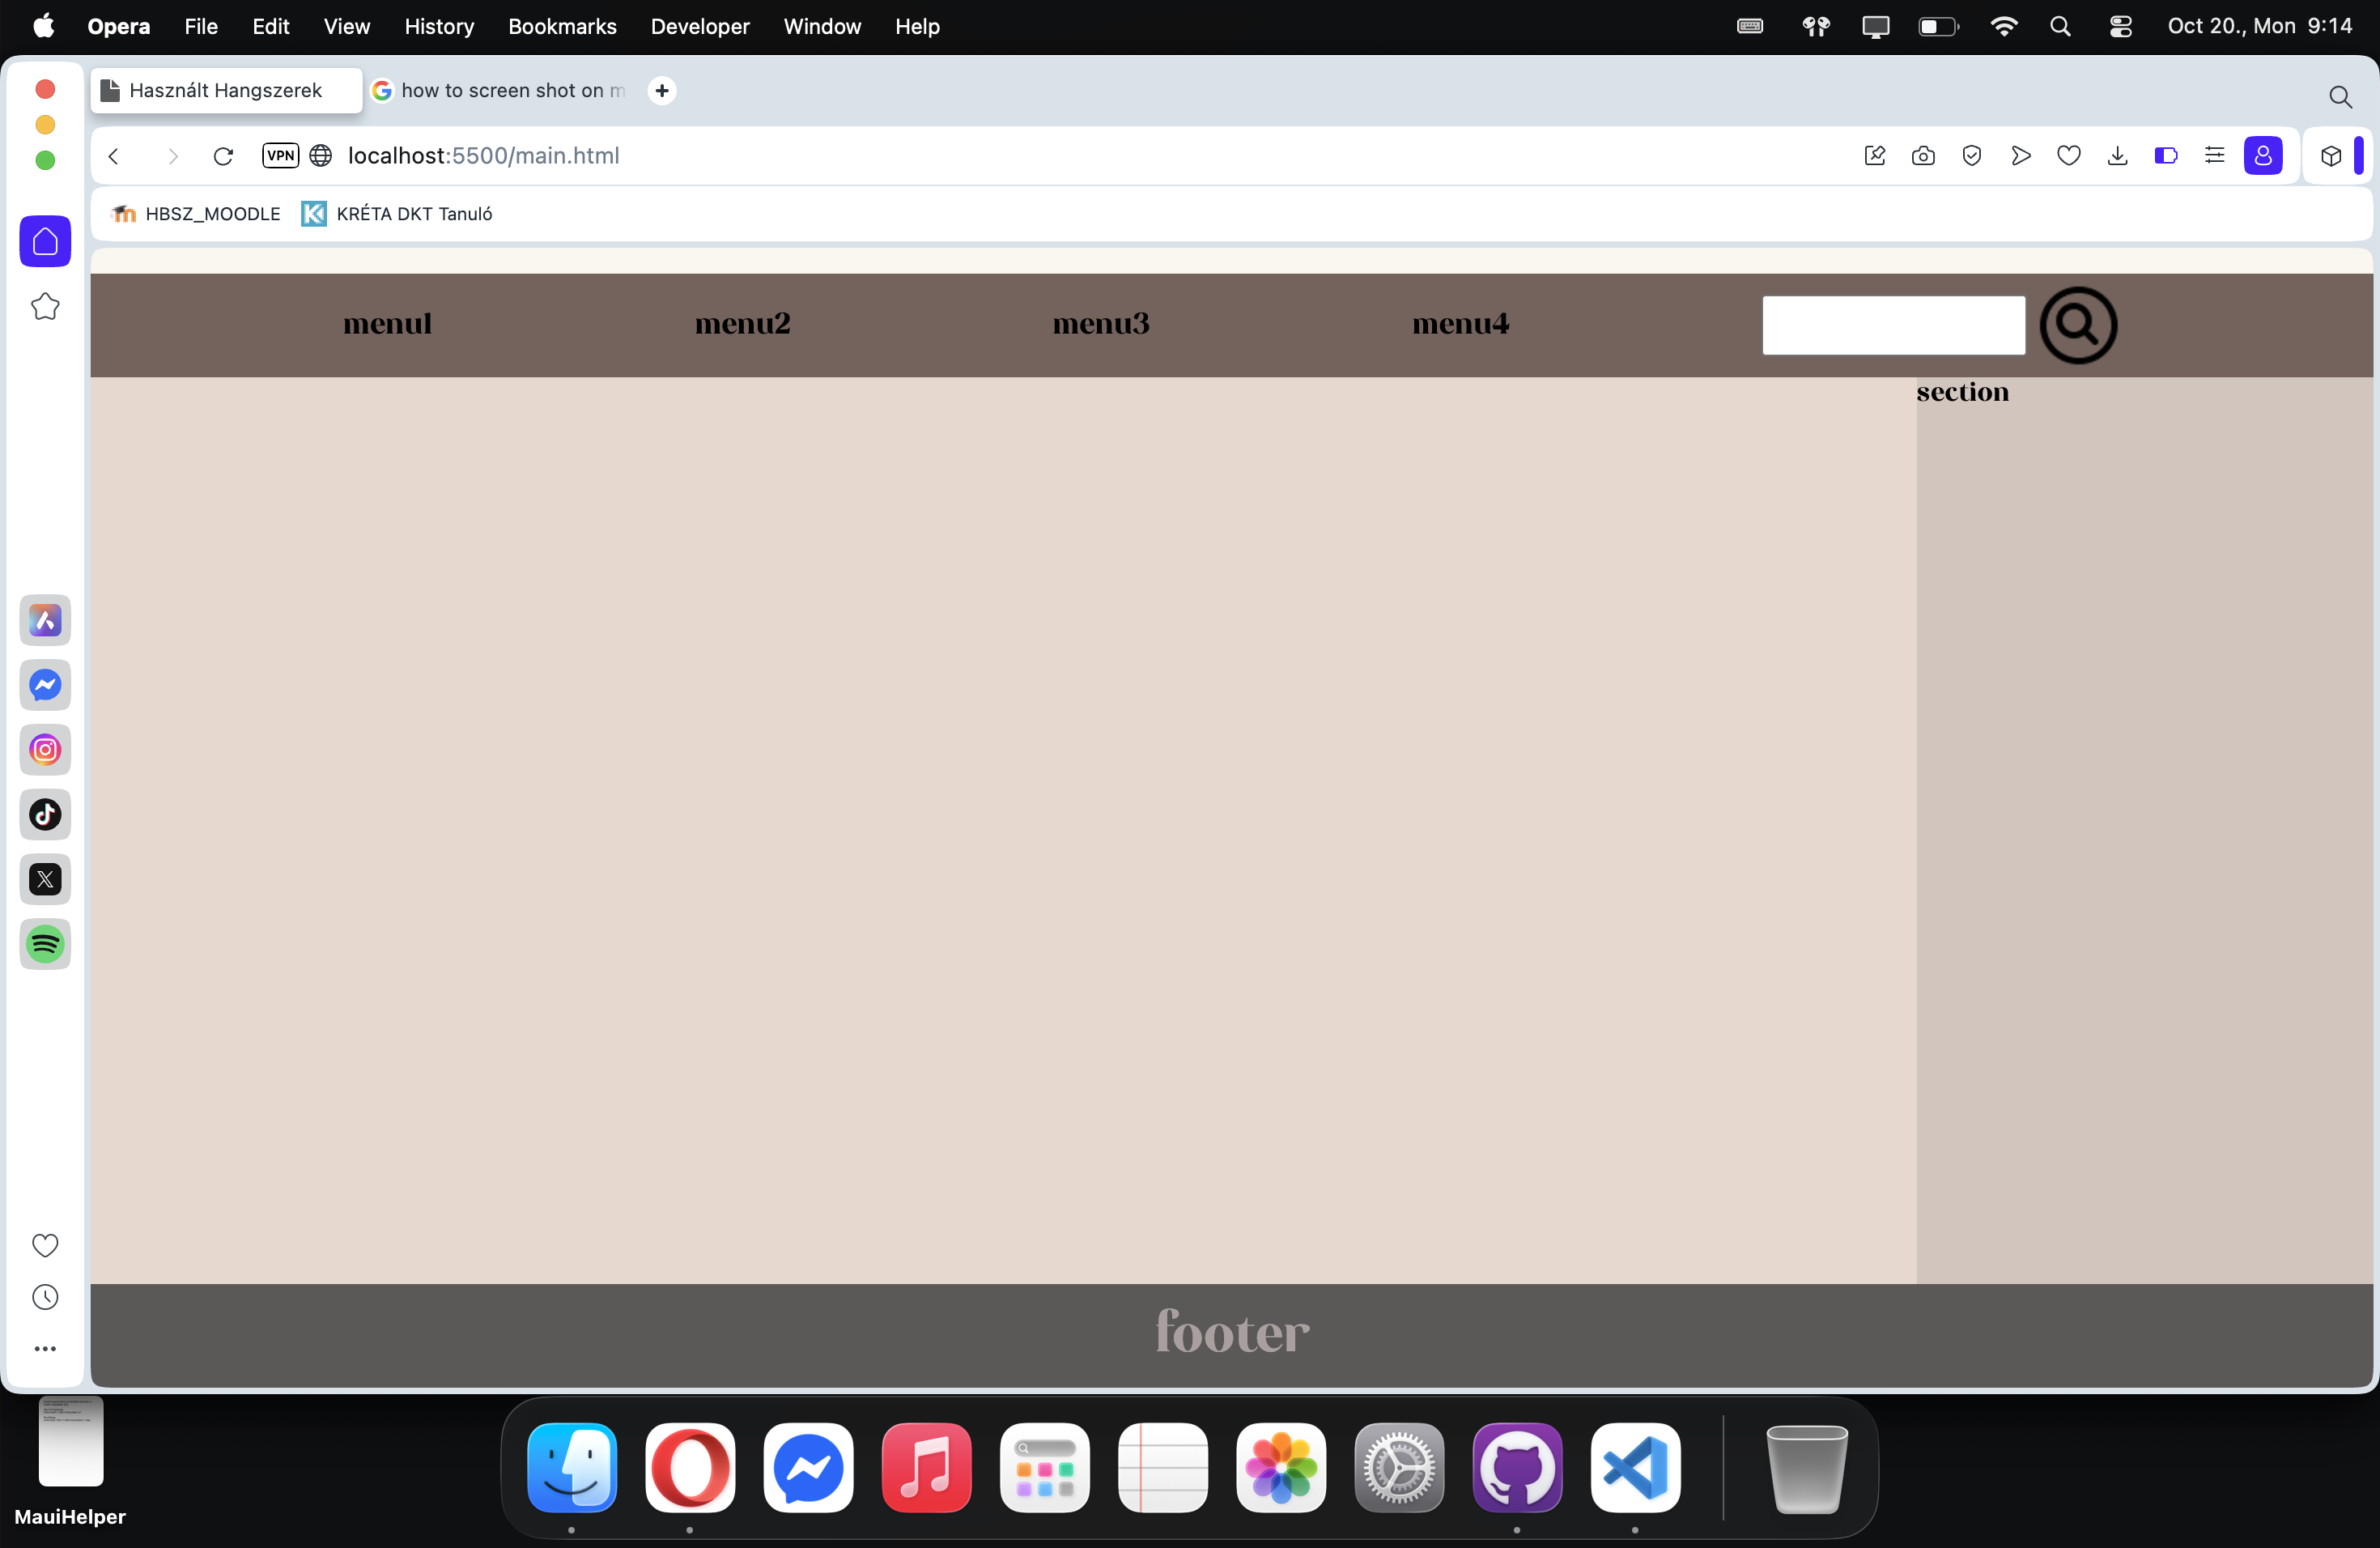 Opera File Edit View History Bookmarks Developer Window Help Oct 20., Mon 9:14
Használt Hangszerek how to screen shot on m
VPN localhost:5500/main.html
HBSZ_MOODLE KRÉTA DKT Tanuló
menu1 menu2 menu3 menu4
section
footer
MauiHelper